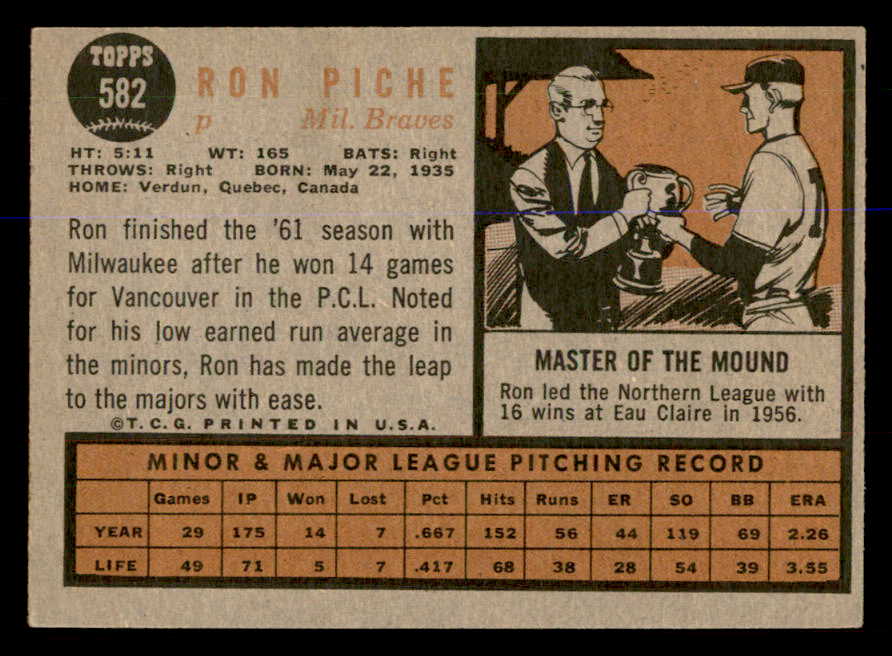 TOPPS
582
RON PICHE
p Mil. Braves
HT: 5:11 WT: 165 BATS: Right
THROWS: Right BORN: May 22, 1935
HOME: Verdun, Quebec, Canada
Ron finished the '61 season with
Milwaukee after he won 14 games
for Vancouver in the P.C.L. Noted
for his low earned run average in
the minors, Ron has made the leap
to the majors with ease.
©T.C.G. PRINTED IN U.S.A.
MASTER OF THE MOUND
Ron led the Northern League with
16 wins at Eau Claire in 1956.
MINOR & MAJOR LEAGUE PITCHING RECORD
Games IP Won Lost Pct Hits Runs ER SO BB ERA
YEAR 29 175 14 7 .667 152 56 44 119 69 2.26
LIFE 49 71 5 7 .417 68 38 28 54 39 3.55